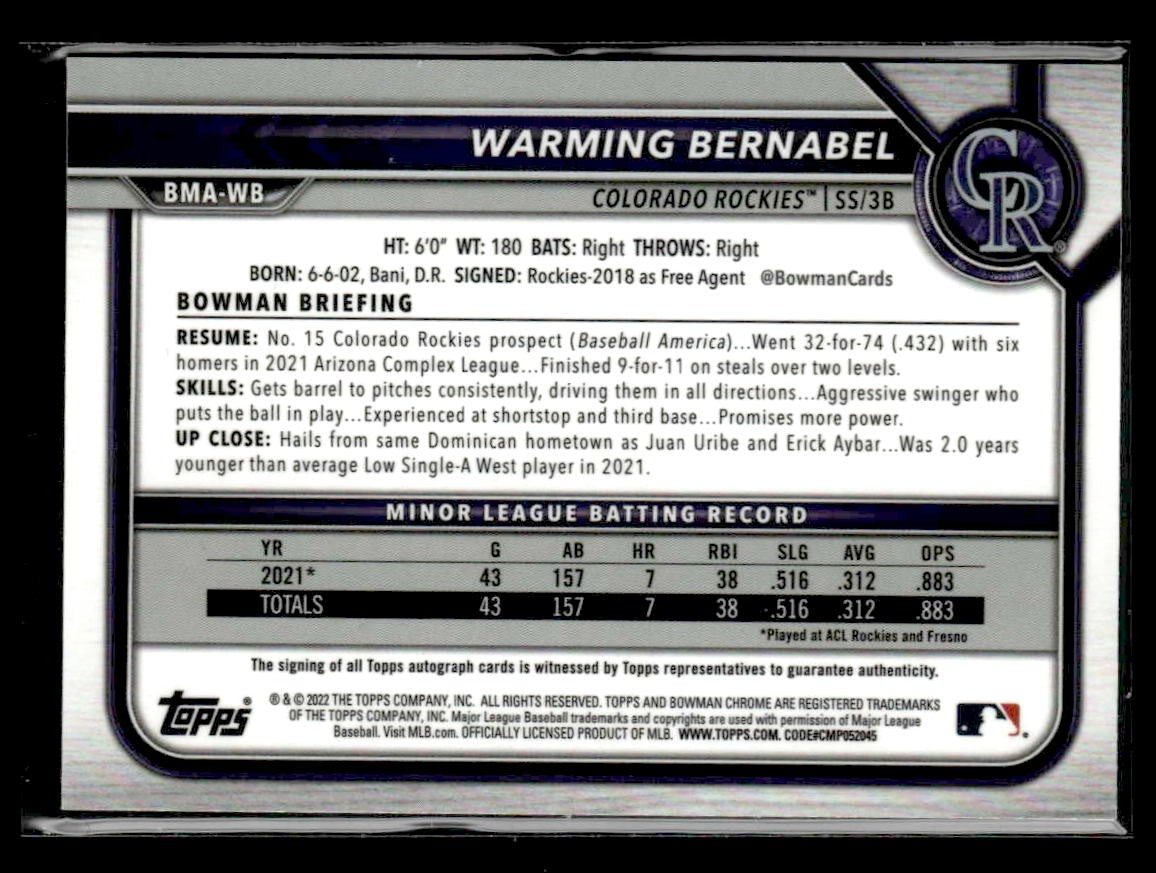 WARMING BERNABEL
CR®
BMA-WB
COLORADO ROCKIES™ | SS/3B
HT: 6'0" WT: 180 BATS: Right THROWS: Right
BORN: 6-6-02, Bani, D.R. SIGNED: Rockies-2018 as Free Agent @BowmanCards
BOWMAN BRIEFING
RESUME: No. 15 Colorado Rockies prospect (Baseball America)...Went 32-for-74 (.432) with six
homers in 2021 Arizona Complex League...Finished 9-for-11 on steals over two levels.
SKILLS: Gets barrel to pitches consistently, driving them in all directions...Aggressive swinger who
puts the ball in play...Experienced at shortstop and third base...Promises more power.
UP CLOSE: Hails from same Dominican hometown as Juan Uribe and Erick Aybar...Was 2.0 years
younger than average Low Single-A West player in 2021.
MINOR LEAGUE BATTING RECORD
YR G AB HR RBI SLG AVG OPS
2021* 43 157 7 38 .516 .312 .883
TOTALS 43 157 7 38 .516 .312 .883
*Played at ACL Rockies and Fresno
The signing of all Topps autograph cards is witnessed by Topps representatives to guarantee authenticity.
Topps®
® & © 2022 THE TOPPS COMPANY, INC. ALL RIGHTS RESERVED. TOPPS AND BOWMAN CHROME ARE REGISTERED TRADEMARKS
OF THE TOPPS COMPANY, INC. Major League Baseball trademarks and copyrights are used with permission of Major League
Baseball. Visit MLB.com. OFFICIALLY LICENSED PRODUCT OF MLB. WWW.TOPPS.COM. CODE#CMP052045